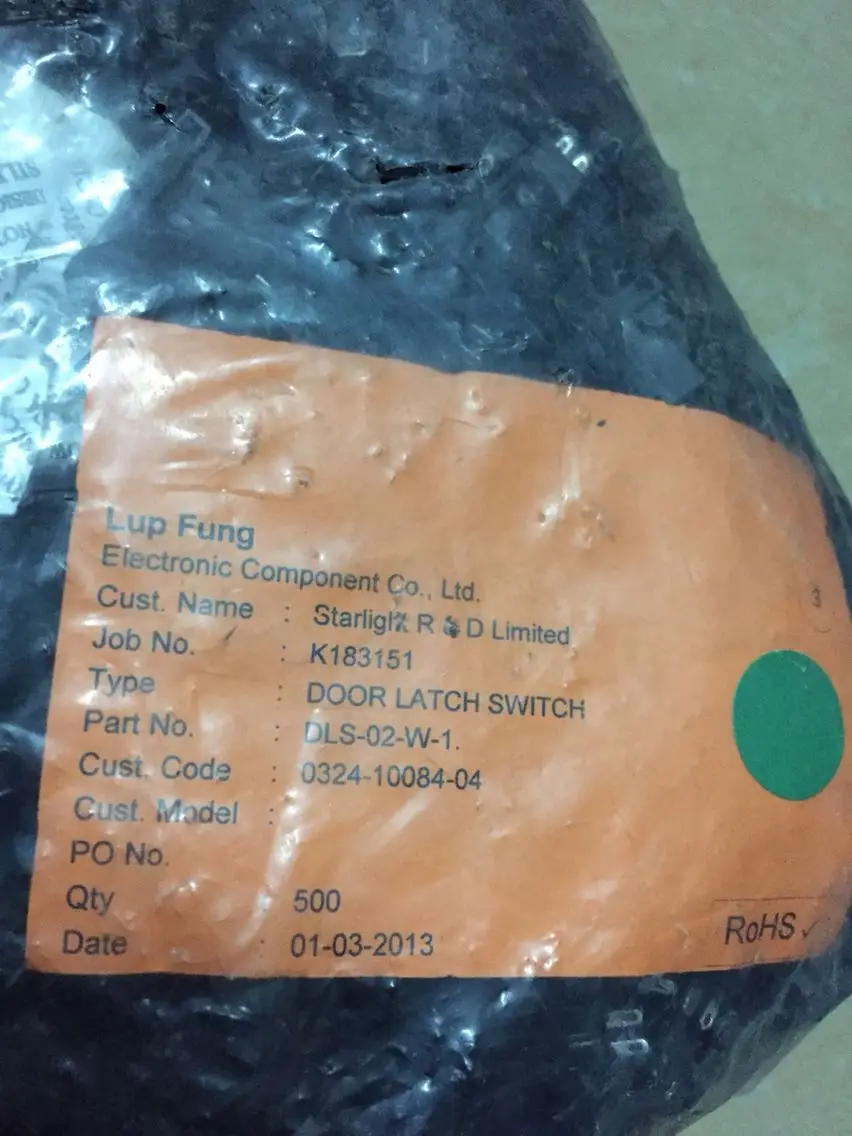 Lup Fung
Electronic Component Co., Ltd.
Cust. Name : Starlight R & D Limited
Job No. : K183151
Type : DOOR LATCH SWITCH
Part No. : DLS-02-W-1.
Cust. Code : 0324-10084-04
Cust. Model :
PO No.
Qty : 500
Date : 01-03-2013
3
RoHS ✓